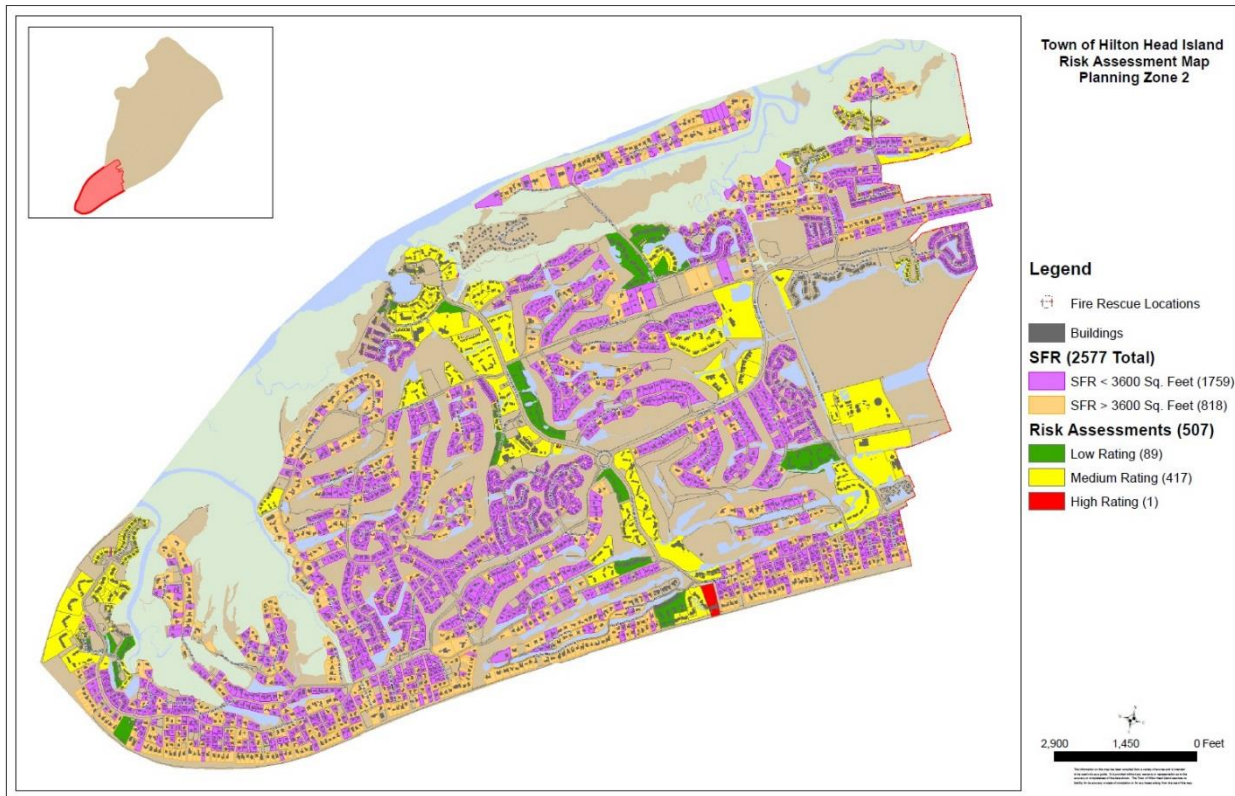 Town of Hilton Head Island
Risk Assessment Map
Planning Zone 2
Legend
Fire Rescue Locations
Buildings
SFR (2577 Total)
SFR < 3600 Sq. Feet (1759)
SFR > 3600 Sq. Feet (818)
Risk Assessments (507)
Low Rating (89)
Medium Rating (417)
High Rating (1)
2,900 1,450 0 Feet